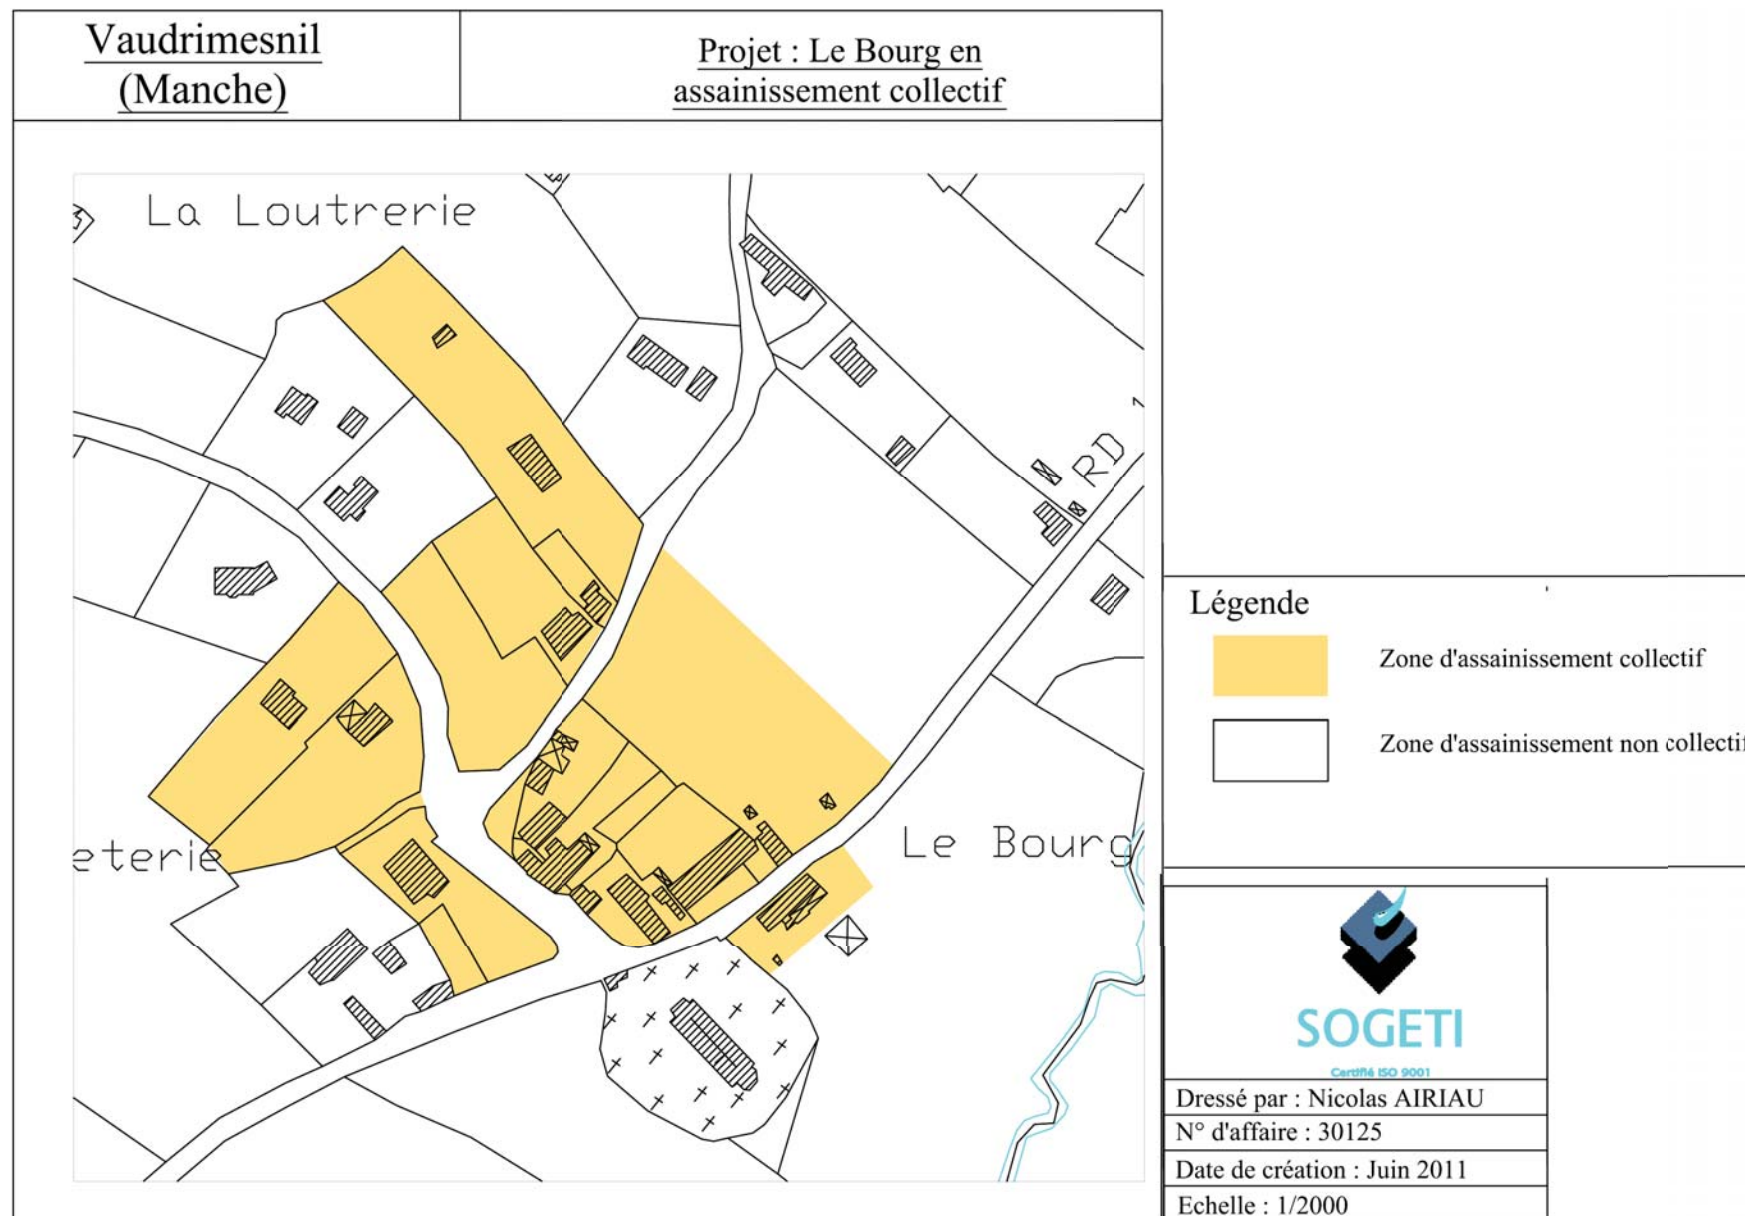 Vaudrimesnil
(Manche)
Projet : Le Bourg en
assainissement collectif
La Loutrerie
RD
eterie
Le Bourg
Légende
Zone d'assainissement collectif
Zone d'assainissement non collectif
SOGETI
Certifié ISO 9001
Dressé par : Nicolas AIRIAU
N° d'affaire : 30125
Date de création : Juin 2011
Echelle : 1/2000